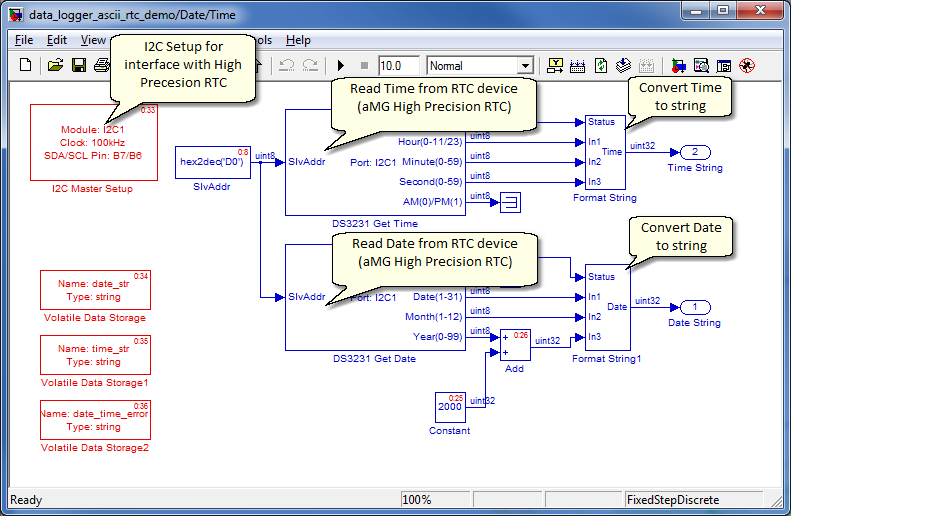 data_logger_ascii_rtc_demo/Date/Time
File Edit View ools Help
10.0 Normal
I2C Setup for
interface with High
Precesion RTC
Read Time from RTC device
(aMG High Precision RTC)
Convert Time
to string
0:33
Module: I2C1
Clock: 100kHz
SDA/SCL Pin: B7/B6
I2C Master Setup
0:8
hex2dec('D0')
SlvAddr
uint8
SlvAddr
Port: I2C1
Hour(0-11/23)
Minute(0-59)
Second(0-59)
AM(0)/PM(1)
DS3231 Get Time
uint8
uint8
uint8
uint8
Status
In1
In2
In3
Time
Format String
uint32
2
Time String
Read Date from RTC device
(aMG High Precision RTC)
Convert Date
to string
SlvAddr
Port: I2C1
Date(1-31)
Month(1-12)
Year(0-99)
DS3231 Get Date
uint8
uint8
uint8
0:26
+
+
Add
uint32
Status
In1
In2
In3
Date
Format String1
uint32
1
Date String
0:25
2000
Constant
uint32
0:34
Name: date_str
Type: string
Volatile Data Storage
0:35
Name: time_str
Type: string
Volatile Data Storage1
0:36
Name: date_time_error
Type: string
Volatile Data Storage2
Ready 100% FixedStepDiscrete